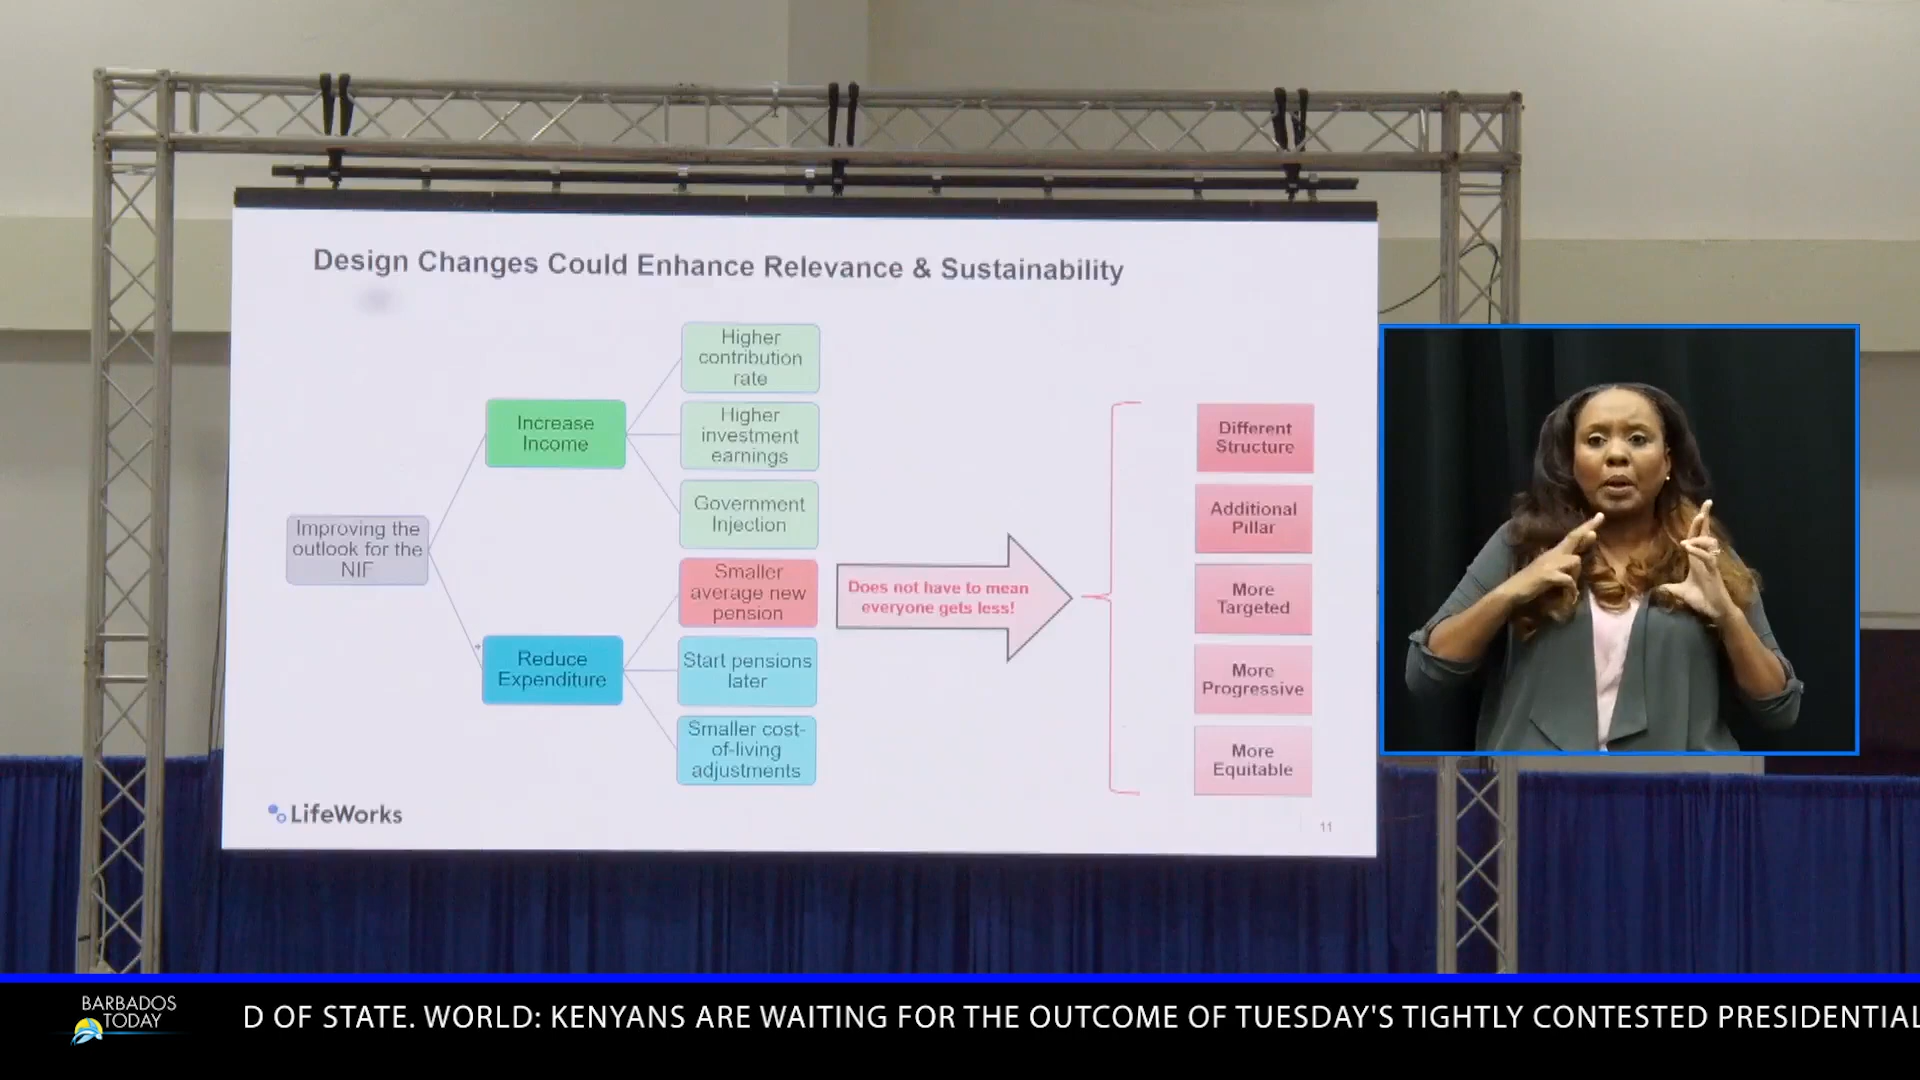 Design Changes Could Enhance Relevance & Sustainability
Higher
contribution
rate
Increase
Income
Higher
investment
earnings
Government
Injection
Improving the
outlook for the
NIF
Smaller
average new
pension
Reduce
Expenditure
Start pensions
later
Smaller cost-
of-living
adjustments
Does not have to mean
everyone gets less!
Different
Structure
Additional
Pillar
More
Targeted
More
Progressive
More
Equitable
LifeWorks
11
BARBADOS
TODAY
D OF STATE. WORLD: KENYANS ARE WAITING FOR THE OUTCOME OF TUESDAY'S TIGHTLY CONTESTED PRESIDENTIAL